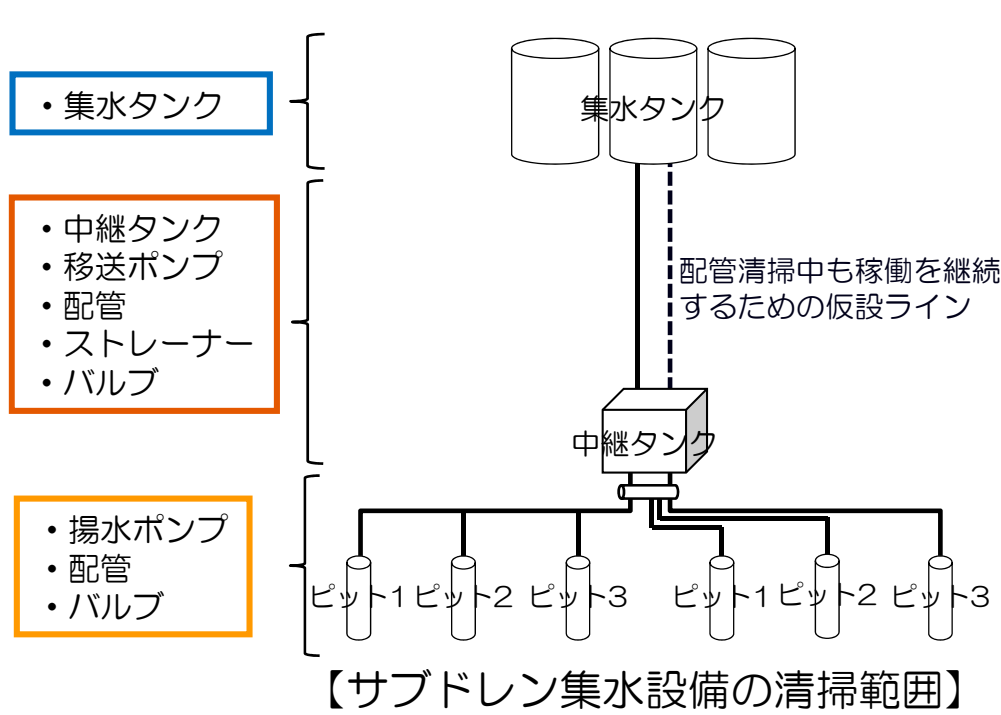 ・集水タンク
集水タンク
・中継タンク
・移送ポンプ
・配管
・ストレーナー
・バルブ
配管清掃中も稼働を継続
するための仮設ライン
中継タンク
・揚水ポンプ
・配管
・バルブ
ピット1 ピット2 ピット3 ピット1 ピット2 ピット3
【サブドレン集水設備の清掃範囲】